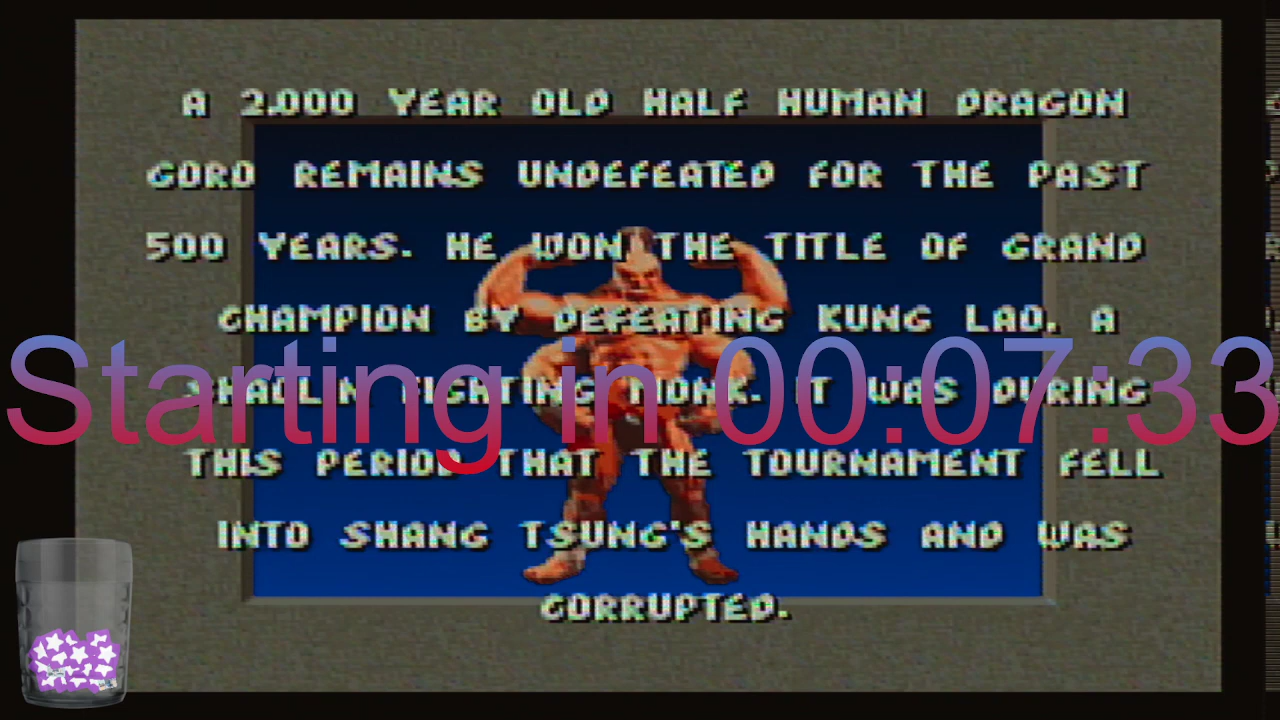 A 2,000 YEAR OLD HALF HUMAN DRAGON
GORO REMAINS UNDEFEATED FOR THE PAST
500 YEARS. HE WON THE TITLE OF GRAND
CHAMPION BY DEFEATING KUNG LAO. A
Starting in 00:07:33
SHAOLIN FIGHTING MONK. IT WAS DURING
THIS PERIOD THAT THE TOURNAMENT FELL
INTO SHANG TSUNG'S HANDS AND WAS
CORRUPTED.